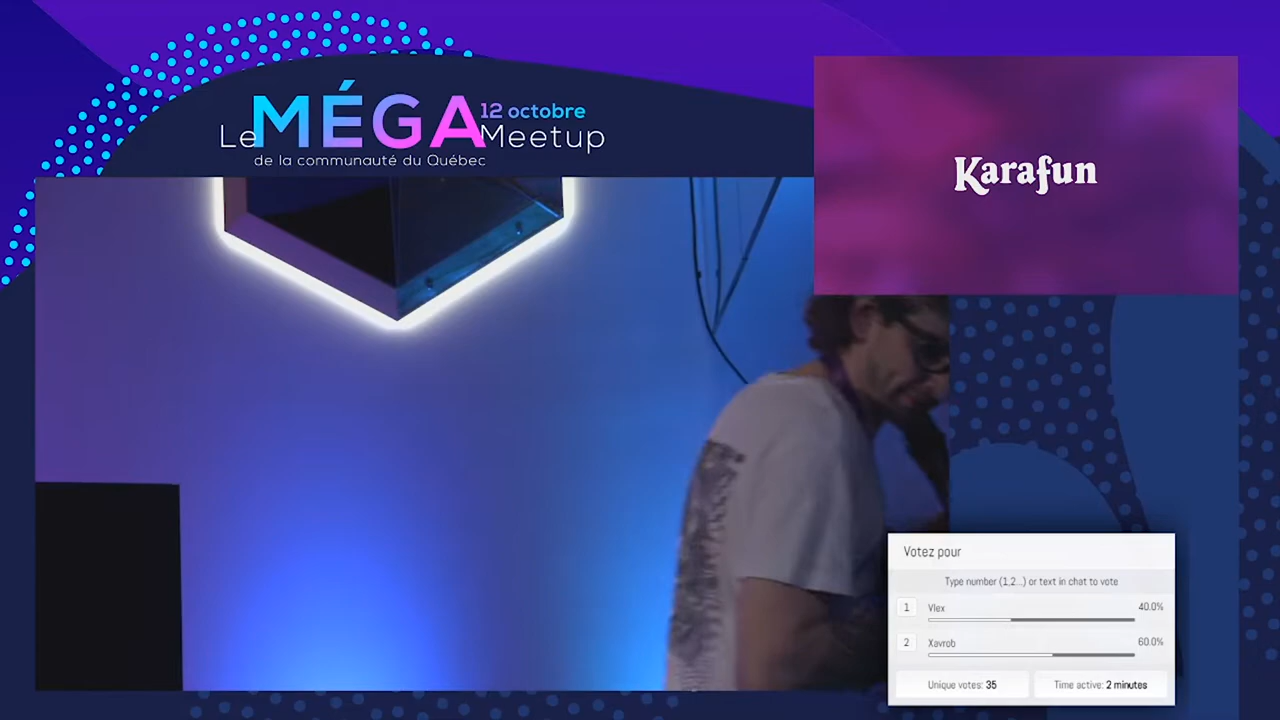 Le MÉGA Meetup
12 octobre
de la communauté du Québec
Karafun
Votez pour
Type number (1,2...) or text in chat to vote
1 Vlex 40.0%
2 Xavrob 60.0%
Unique votes: 35 Time active: 2 minutes